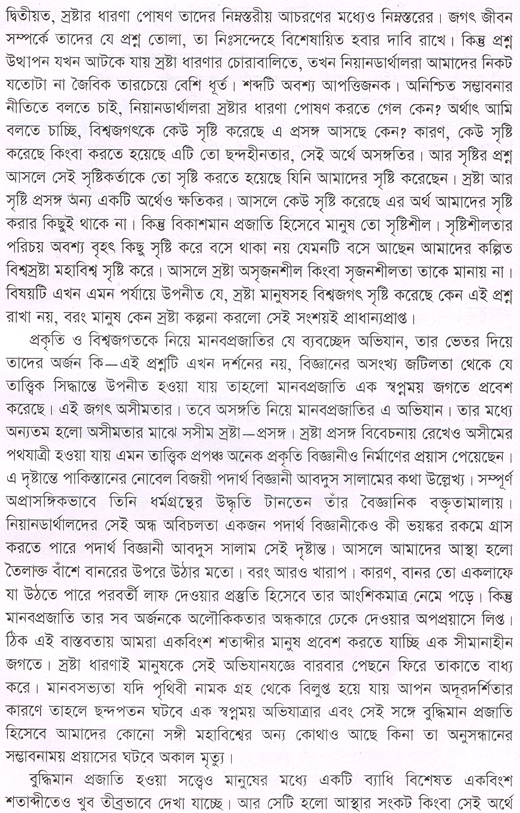 দ্বিতীয়ত, স্রষ্টার ধারণা পোষণ তাদের নিম্নস্তরীয় আচরণের মধ্যেও নিম্নস্তরের। জগৎ জীবন
সম্পর্কে তাদের যে প্রশ্ন তোলা, তা নিঃসন্দেহে বিশেষায়িত হবার দাবি রাখে। কিন্তু প্রশ্ন
উত্থাপন যখন আটকে যায় স্রষ্টা ধারণার চোরাবালিতে, তখন নিয়ানডার্থালরা আমাদের নিকট
যতোটা না জৈবিক তারচেয়ে বেশি ধূর্ত। শব্দটি অবশ্য আপত্তিজনক। অনিশ্চিত সম্ভাবনার
নীতিতে বলতে চাই, নিয়ানডার্থালরা স্রষ্টার ধারণা পোষণ করতে গেল কেন? অর্থাৎ আমি
বলতে চাচ্ছি, বিশ্বজগৎকে কেউ সৃষ্টি করেছে এ প্রসঙ্গ আসছে কেন? কারণ, কেউ সৃষ্টি
করেছে কিংবা করতে হয়েছে এটি তো ছন্দহীনতার, সেই অর্থে অসঙ্গতির। আর সৃষ্টির প্রশ্ন
আসলে সেই সৃষ্টিকর্তাকে তো সৃষ্টি করতে হয়েছে যিনি আমাদের সৃষ্টি করেছেন। স্রষ্টা আর
সৃষ্টি প্রসঙ্গ অন্য একটি অর্থেও ক্ষতিকর। আসলে কেউ সৃষ্টি করেছে এর অর্থ আমাদের সৃষ্টি
করার কিছুই থাকে না। কিন্তু বিকাশমান প্রজাতি হিসেবে মানুষ তো সৃষ্টিশীল। সৃষ্টিশীলতার
পরিচয় অবশ্য বৃহৎ কিছু সৃষ্টি করে বসে থাকা নয় যেমনটি বসে আছেন আমাদের কল্পিত
বিশ্বস্রষ্টা মহাবিশ্ব সৃষ্টি করে। আসলে স্রষ্টা অসৃজনশীল কিংবা সৃজনশীলতা তাকে মানায় না।
বিষয়টি এখন এমন পর্যায়ে উপনীত যে, স্রষ্টা মানুষসহ বিশ্বজগৎ সৃষ্টি করেছে কেন এই প্রশ্ন
রাখা নয়, বরং মানুষ কেন স্রষ্টা কল্পনা করলো সেই সংশয়ই প্রাধান্যপ্রাপ্ত।
প্রকৃতি ও বিশ্বজগতকে নিয়ে মানবপ্রজাতির যে ব্যবচ্ছেদ অভিযান, তার ভেতর দিয়ে
তাদের অর্জন কি—এই প্রশ্নটি এখন দর্শনের নয়, বিজ্ঞানের অসংখ্য জটিলতা থেকে যে
তাত্ত্বিক সিদ্ধান্তে উপনীত হওয়া যায় তাহলো মানবপ্রজাতি এক স্বপ্নময় জগতে প্রবেশ
করেছে। এই জগৎ অসীমতার। তবে অসঙ্গতি নিয়ে মানবপ্রজাতির এ অভিযান। তার মধ্যে
অন্যতম হলো অসীমতার মাঝে সসীম স্রষ্টা—প্রসঙ্গ। স্রষ্টা প্রসঙ্গ বিবেচনায় রেখেও অসীমের
পথযাত্রী হওয়া যায় এমন তাত্ত্বিক প্রপঞ্চ অনেক প্রকৃতি বিজ্ঞানীও নির্মাণের প্রয়াস পেয়েছেন।
এ দৃষ্টান্তে পাকিস্তানের নোবেল বিজয়ী পদার্থ বিজ্ঞানী আবদুস সালামের কথা উল্লেখ্য। সম্পূর্ণ
অপ্রাসঙ্গিকভাবে তিনি ধর্মগ্রন্থের উদ্ধৃতি টানতেন তাঁর বৈজ্ঞানিক বক্তৃতামালায়।
নিয়ানডার্থালদের সেই অন্ধ অবিচলতা একজন পদার্থ বিজ্ঞানীকেও কী ভয়ঙ্কর রকমে গ্রাস
করতে পারে পদার্থ বিজ্ঞানী আবদুস সালাম সেই দৃষ্টান্ত। আসলে আমাদের আস্থা হলো
তৈলাক্ত বাঁশে বানরের উপরে উঠার মতো। বরং আরও খারাপ। কারণ, বানর তো একলাফে
যা উঠতে পারে পরবর্তী লাফ দেওয়ার প্রস্তুতি হিসেবে তার আংশিকমাত্র নেমে পড়ে। কিন্তু
মানবপ্রজাতি তার সব অর্জনকে অলৌকিকতার অন্ধকারে ঢেকে দেওয়ার অপপ্রয়াসে লিপ্ত।
ঠিক এই বাস্তবতায় আমরা একবিংশ শতাব্দীর মানুষ প্রবেশ করতে যাচ্ছি এক সীমানাহীন
জগতে। স্রষ্টা ধারণাই মানুষকে সেই অভিযানযজ্ঞে বারবার পেছনে ফিরে তাকাতে বাধ্য
করে। মানবসভ্যতা যদি পৃথিবী নামক গ্রহ থেকে বিলুপ্ত হয়ে যায় আপন অদূরদর্শিতার
কারণে তাহলে ছন্দপতন ঘটবে এক স্বপ্নময় অভিযাত্রার এবং সেই সঙ্গে বুদ্ধিমান প্রজাতি
হিসেবে আমাদের কোনো সঙ্গী মহাবিশ্বের অন্য কোথাও আছে কিনা তা অনুসন্ধানের
সম্ভাবনাময় প্রয়াসের ঘটবে অকাল মৃত্যু।
বুদ্ধিমান প্রজাতি হওয়া সত্ত্বেও মানুষের মধ্যে একটি ব্যাধি বিশেষত একবিংশ
শতাব্দীতেও খুব তীব্রভাবে দেখা যাচ্ছে। আর সেটি হলো আস্থার সংকট কিংবা সেই অর্থে